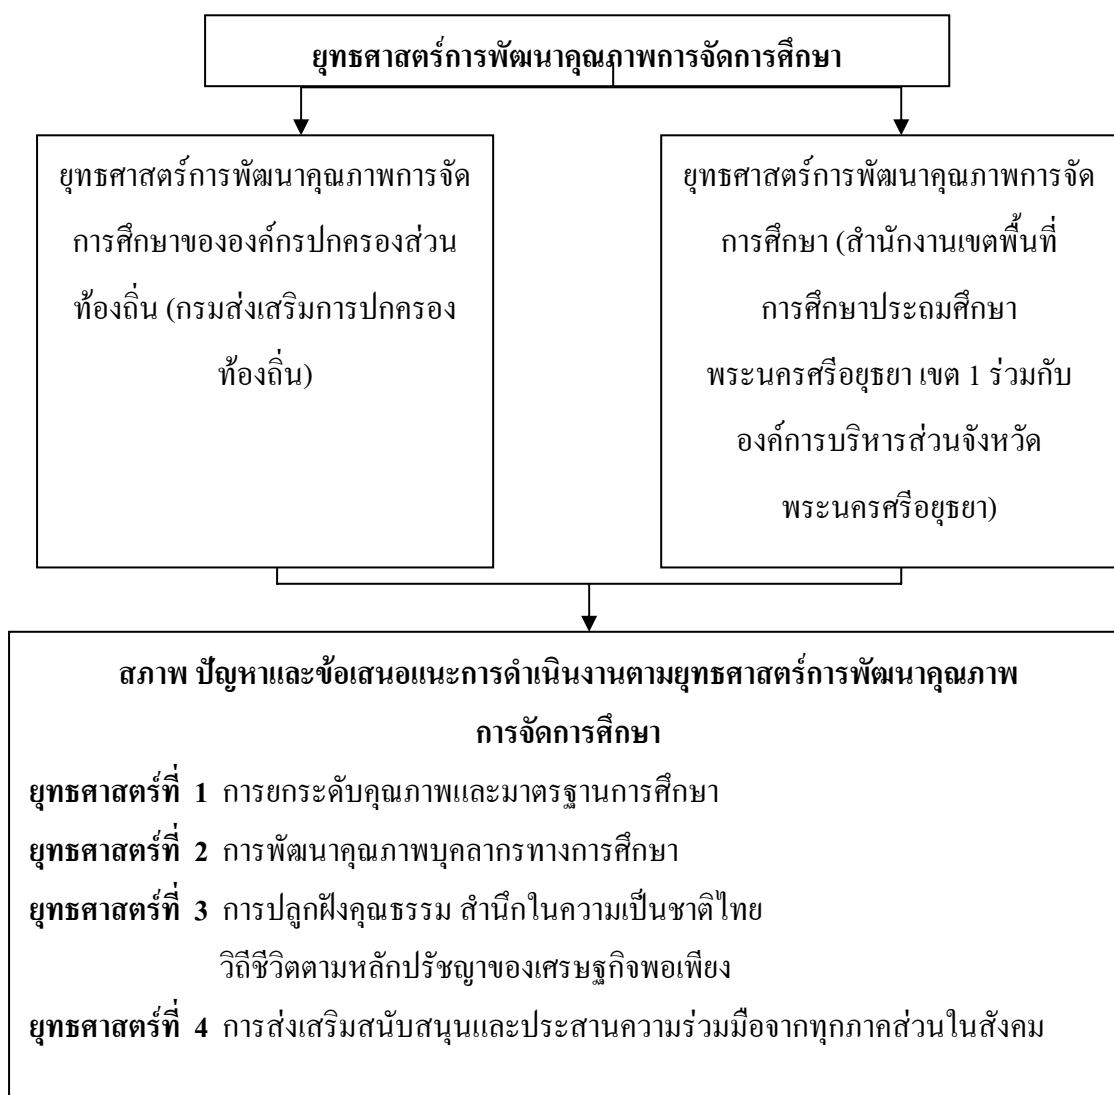 ยุทธศาสตร์การพัฒนาคุณภาพการจัดการศึกษา
ยุทธศาสตร์การพัฒนาคุณภาพการจัด
การศึกษาขององค์กรปกครองส่วน
ท้องถิ่น (กรมส่งเสริมการปกครอง
ท้องถิ่น)
ยุทธศาสตร์การพัฒนาคุณภาพการจัด
การศึกษา (สำนักงานเขตพื้นที่
การศึกษาประถมศึกษา
พระนครศรีอยุธยา เขต 1 ร่วมกับ
องค์การบริหารส่วนจังหวัด
พระนครศรีอยุธยา)
สภาพ ปัญหาและข้อเสนอแนะการดำเนินงานตามยุทธศาสตร์การพัฒนาคุณภาพ
การจัดการศึกษา
ยุทธศาสตร์ที่ 1 การยกระดับคุณภาพและมาตรฐานการศึกษา
ยุทธศาสตร์ที่ 2 การพัฒนาคุณภาพบุคลากรทางการศึกษา
ยุทธศาสตร์ที่ 3 การปลูกฝังคุณธรรม สำนึกในความเป็นชาติไทย
วิถีชีวิตตามหลักปรัชญาของเศรษฐกิจพอเพียง
ยุทธศาสตร์ที่ 4 การส่งเสริมสนับสนุนและประสานความร่วมมือจากทุกภาคส่วนในสังคม